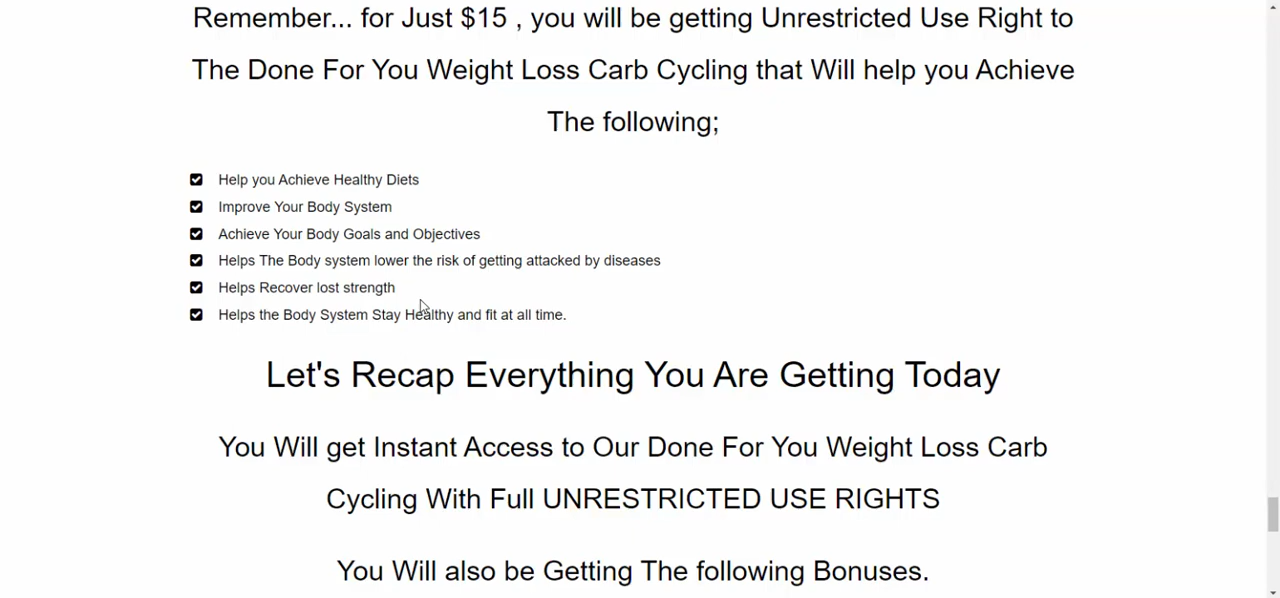 Remember... for Just $15 , you will be getting Unrestricted Use Right to
The Done For You Weight Loss Carb Cycling that Will help you Achieve
The following;
Help you Achieve Healthy Diets
Improve Your Body System
Achieve Your Body Goals and Objectives
Helps The Body system lower the risk of getting attacked by diseases
Helps Recover lost strength
Helps the Body System Stay Healthy and fit at all time.
Let's Recap Everything You Are Getting Today
You Will get Instant Access to Our Done For You Weight Loss Carb
Cycling With Full UNRESTRICTED USE RIGHTS
You Will also be Getting The following Bonuses.